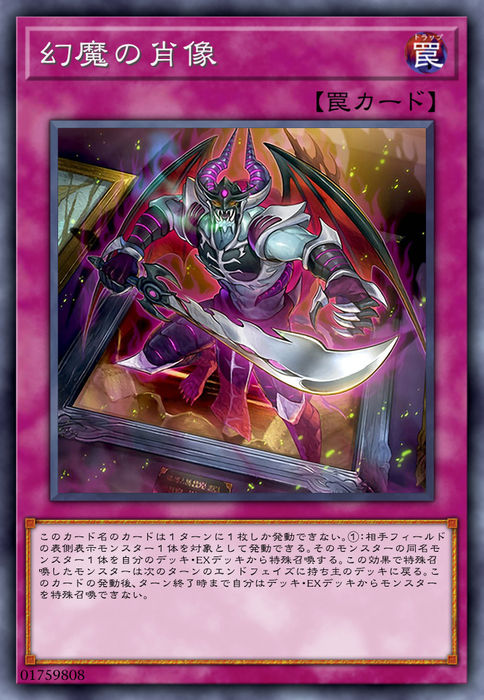 幻魔の肖像
トラップ
罠
【罠カード】
このカード名のカードは1ターンに1枚しか発動できない。①:相手フィールド
の表側表示モンスター1体を対象として発動できる。そのモンスターの同名モ
ンスター1体を自分のデッキ・EXデッキから特殊召喚する。この効果で特殊召
喚したモンスターは次のターンのエンドフェイズに持ち主のデッキに戻る。こ
のカードの発動後、ターン終了時まで自分はデッキ・EXデッキからモンスター
を特殊召喚できない。
01759808